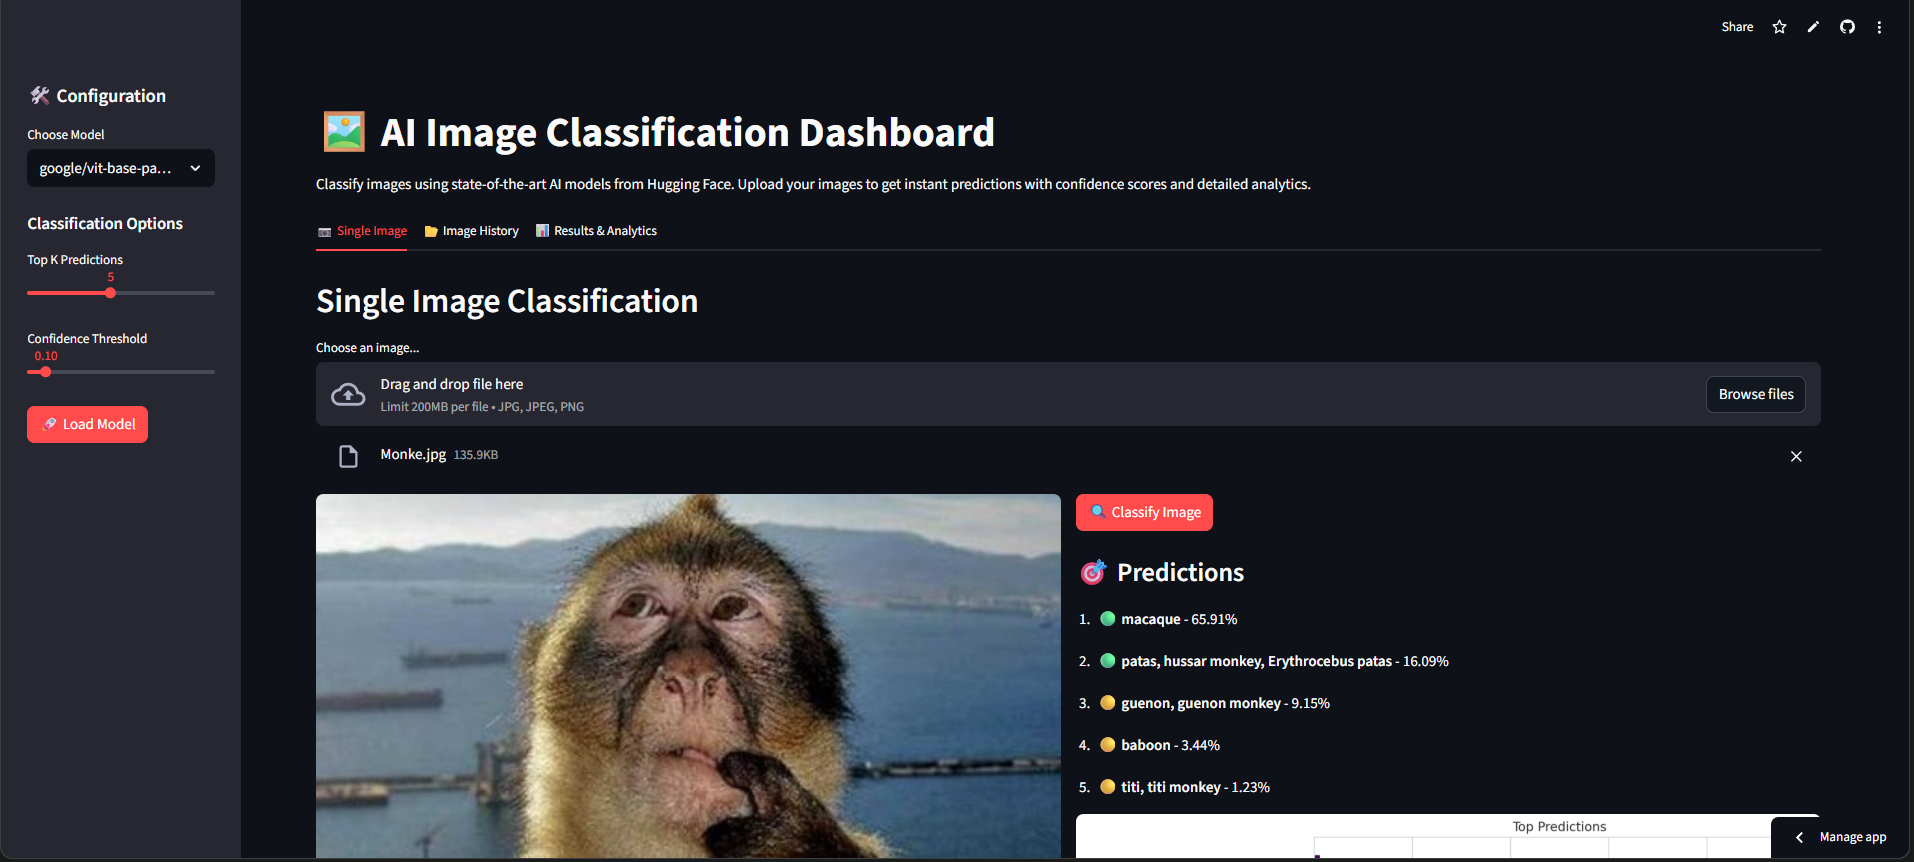 Share
Configuration
Choose Model
google/vit-base-pa...
Classification Options
Top K Predictions
5
Confidence Threshold
0.10
Load Model
AI Image Classification Dashboard
Classify images using state-of-the-art AI models from Hugging Face. Upload your images to get instant predictions with confidence scores and detailed analytics.
Single Image
Image History
Results & Analytics
Single Image Classification
Choose an image...
Drag and drop file here
Limit 200MB per file • JPG, JPEG, PNG
Browse files
Monke.jpg 135.9KB
Classify Image
Predictions
1. macaque - 65.91%
2. patas, hussar monkey, Erythrocebus patas - 16.09%
3. guenon, guenon monkey - 9.15%
4. baboon - 3.44%
5. titi, titi monkey - 1.23%
Top Predictions
Manage app